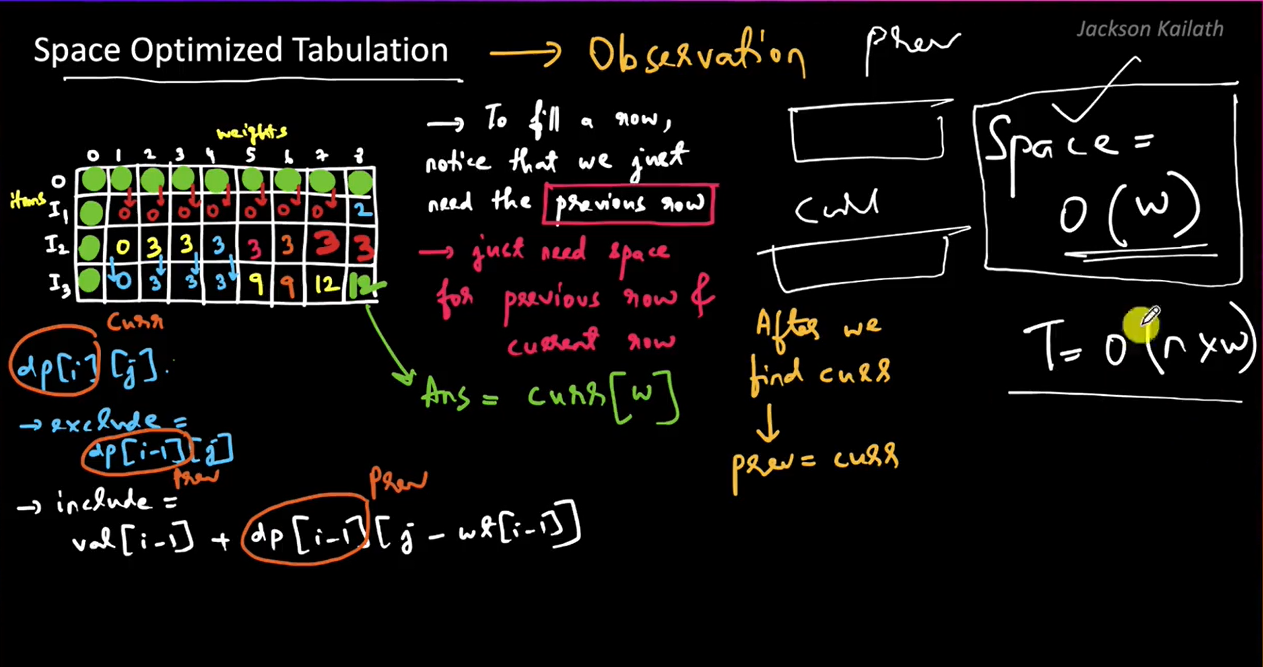 Jackson Kailath
Space Optimized Tabulation → Observation
prev
weights
0 1 2 3 4 5 6 7 8
items
0
I1 0 0 0 0 0 0 0 2
I2 0 3 3 3 3 3 3 3
I3 0 3 3 3 9 9 12 12
→ To fill a row,
notice that we just
need the previous row
→ just need space
for previous row &
current row
Ans = curr[w]
curr
dp[i][j]
→ exclude =
dp[i-1][j]
prev
→ include =
prev
val[i-1] + dp[i-1][j - wt[i-1]]
curr
After we
find curr
↓
prev = curr
Space =
O(w)
T = O(n x w)